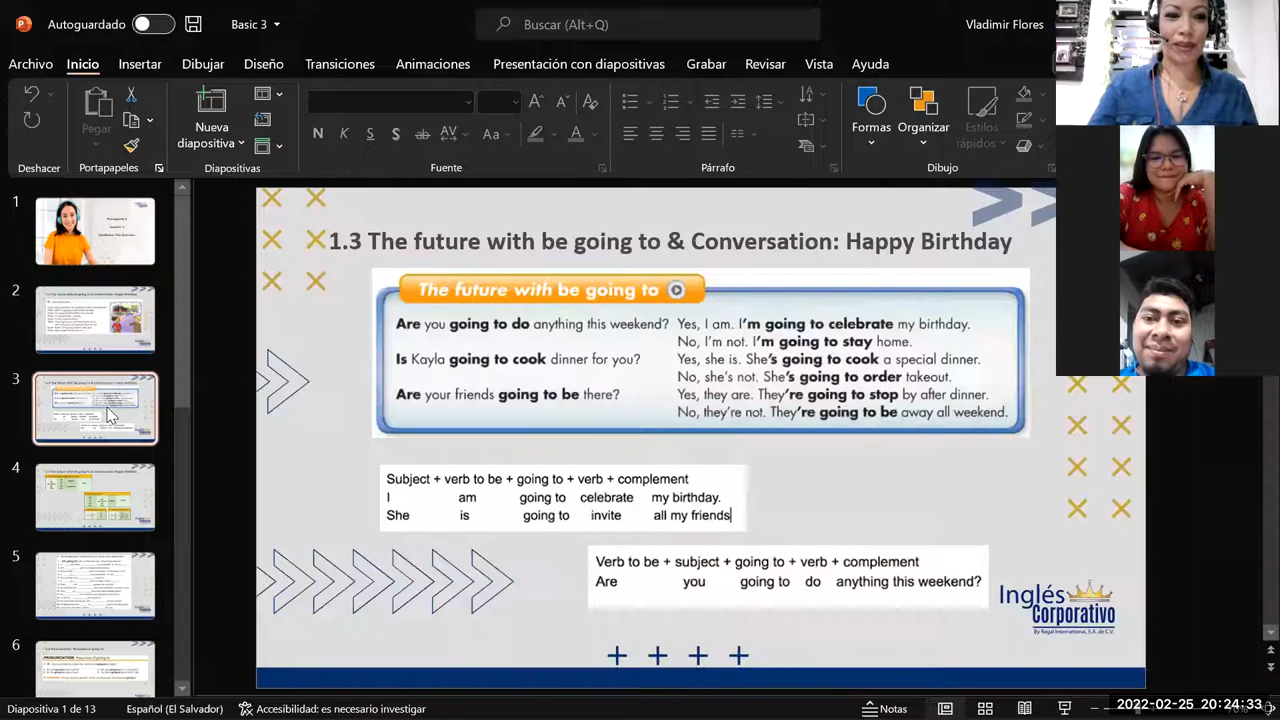 Autoguardado
Basic 3
Buscar (Alt+Q)
Vladimir Flores
Archivo Inicio Insertar Dibujar Transiciones Presentación con diapositivas Grabar Revisar Vista Ayuda
Pegar
Nueva
diapositiva
Formas Organizar Estilos
rápidos
N K S S ab AV Aa A A
Deshacer Portapapeles Diapositivas Fuente Párrafo Dibujo
1
2
3
4
5
6
1.3 The future with be going to & Conversation: Happy Birthday
The future with be going to
Are you going to do anything this weekend? Yes, I am. I'm going to celebrate my birthday.
No, I'm not. I'm going to stay home.
Is Kayla going to cook dinner for you? Yes, she is. She's going to cook a special dinner.
No, she's not. She's going to order takeout.
Are your friends going to be there? Yes, they are. They're going to stop by after dinner.
No, they're not. They're going to be away all weekend.
Subject + verb to be + going to + verb + complement
I am going to celebrate my birthday.
She is going to invite all my friends
Verb to be + subject + going to + verb + complement
Are you going to do anything this weekend?
Inglés
Corporativo
By Regal International, S.A. de C.V.
Diapositiva 1 de 13 Español (El Salvador) Accesibilidad: es necesario investigar Notas
2022-02-25 20:24:33